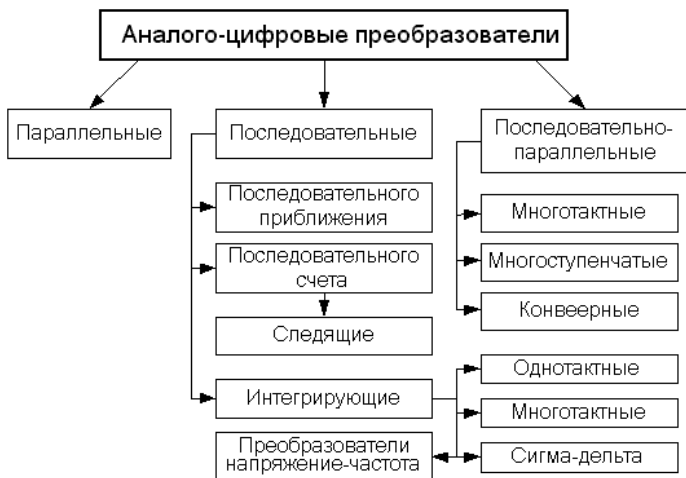 Аналого-цифровые преобразователи
Параллельные
Последовательные
Последовательно-
параллельные
Последовательного
приближения
Последовательного
счета
Следящие
Интегрирующие
Преобразователи
напряжение-частота
Многотактные
Многоступенчатые
Конвеерные
Однотактные
Многотактные
Сигма-дельта